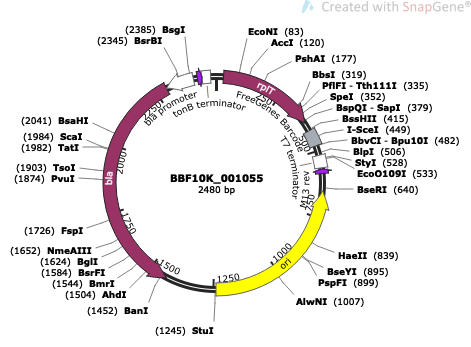 Created with SnapGene®
(2385) BsgI
(2345) BsrBI
EcoNI (83)
AccI (120)
PshAI (177)
BbsI (319)
PflFI - Tth111I (335)
SpeI (352)
BspQI - SapI (379)
BssHII (415)
I-SceI (449)
BbvCI - Bpu10I (482)
BlpI (506)
StyI (528)
EcoO109I (533)
BseRI (640)
HaeII (839)
BseYI (895)
PspFI (899)
AlwNI (1007)
(1245) StuI
(1452) BanI
(1504) AhdI
(1544) BmrI
(1584) BsrFI
(1624) BglI
(1652) NmeAIII
(1726) FspI
(1874) PvuI
(1903) TsoI
(1982) TatI
(1984) ScaI
(2041) BsaHI
bla promoter
tonB terminator
rplT
FreeGenes Barcode
T7 terminator
M13 rev
ori
bla
250
500
750
1000
1250
1500
1750
2000
2250
BBF10K_001055
2480 bp